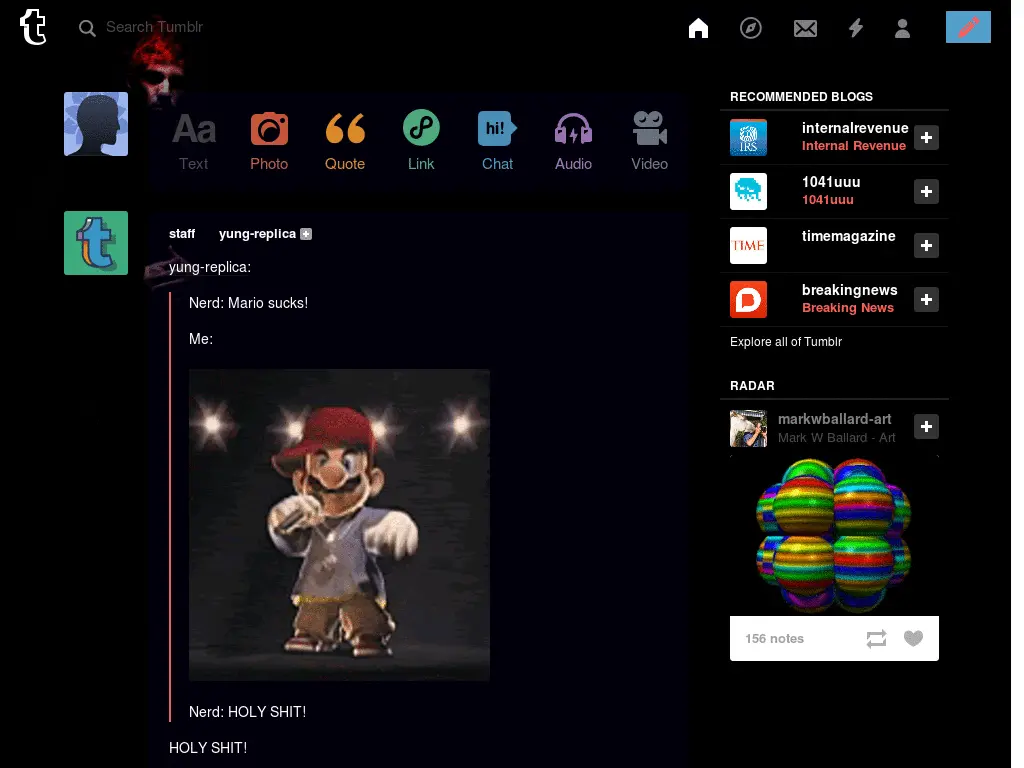 t
Search Tumblr
Aa
Text
Photo
Quote
Link
hi!
Chat
Audio
Video
t
staff yung-replica
yung-replica:
Nerd: Mario sucks!
Me:
Nerd: HOLY SHIT!
HOLY SHIT!
RECOMMENDED BLOGS
IRS
internalrevenue
Internal Revenue
1041uuu
1041uuu
TIME
timemagazine
breakingnews
Breaking News
Explore all of Tumblr
RADAR
markwballard-art
Mark W Ballard - Art
156 notes